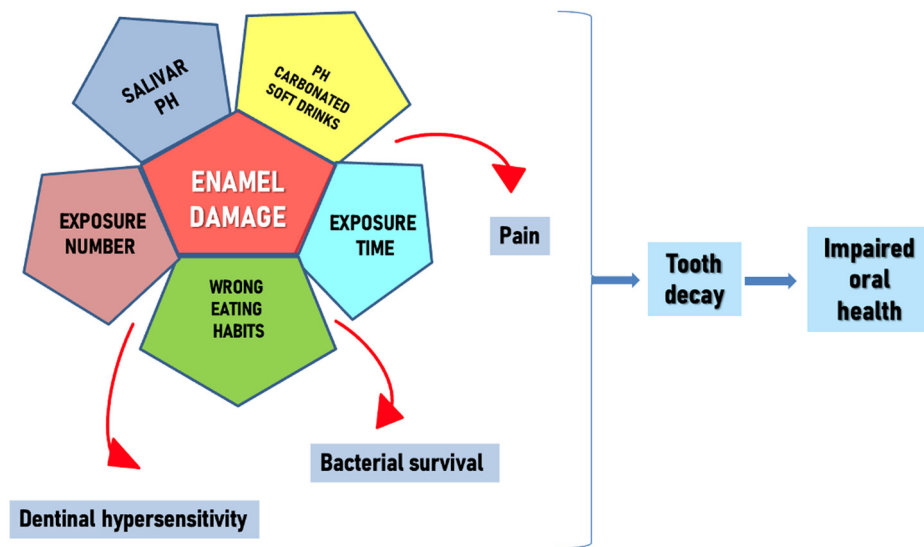 SALIVAR
PH
PH
CARBONATED
SOFT DRINKS
ENAMEL
DAMAGE
EXPOSURE
NUMBER
EXPOSURE
TIME
WRONG
EATING
HABITS
Pain
Bacterial survival
Dentinal hypersensitivity
Tooth
decay
Impaired
oral
health